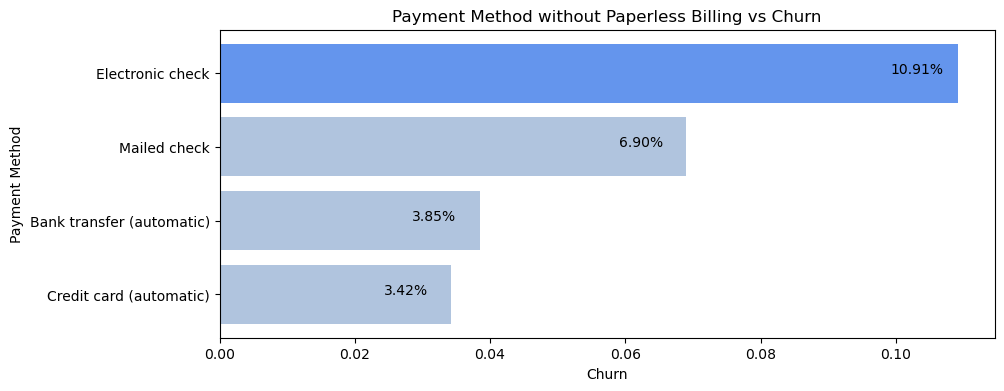 Payment Method without Paperless Billing vs Churn
Payment Method
Electronic check
10.91%
Mailed check
6.90%
Bank transfer (automatic)
3.85%
Credit card (automatic)
3.42%
0.00 0.02 0.04 0.06 0.08 0.10
Churn